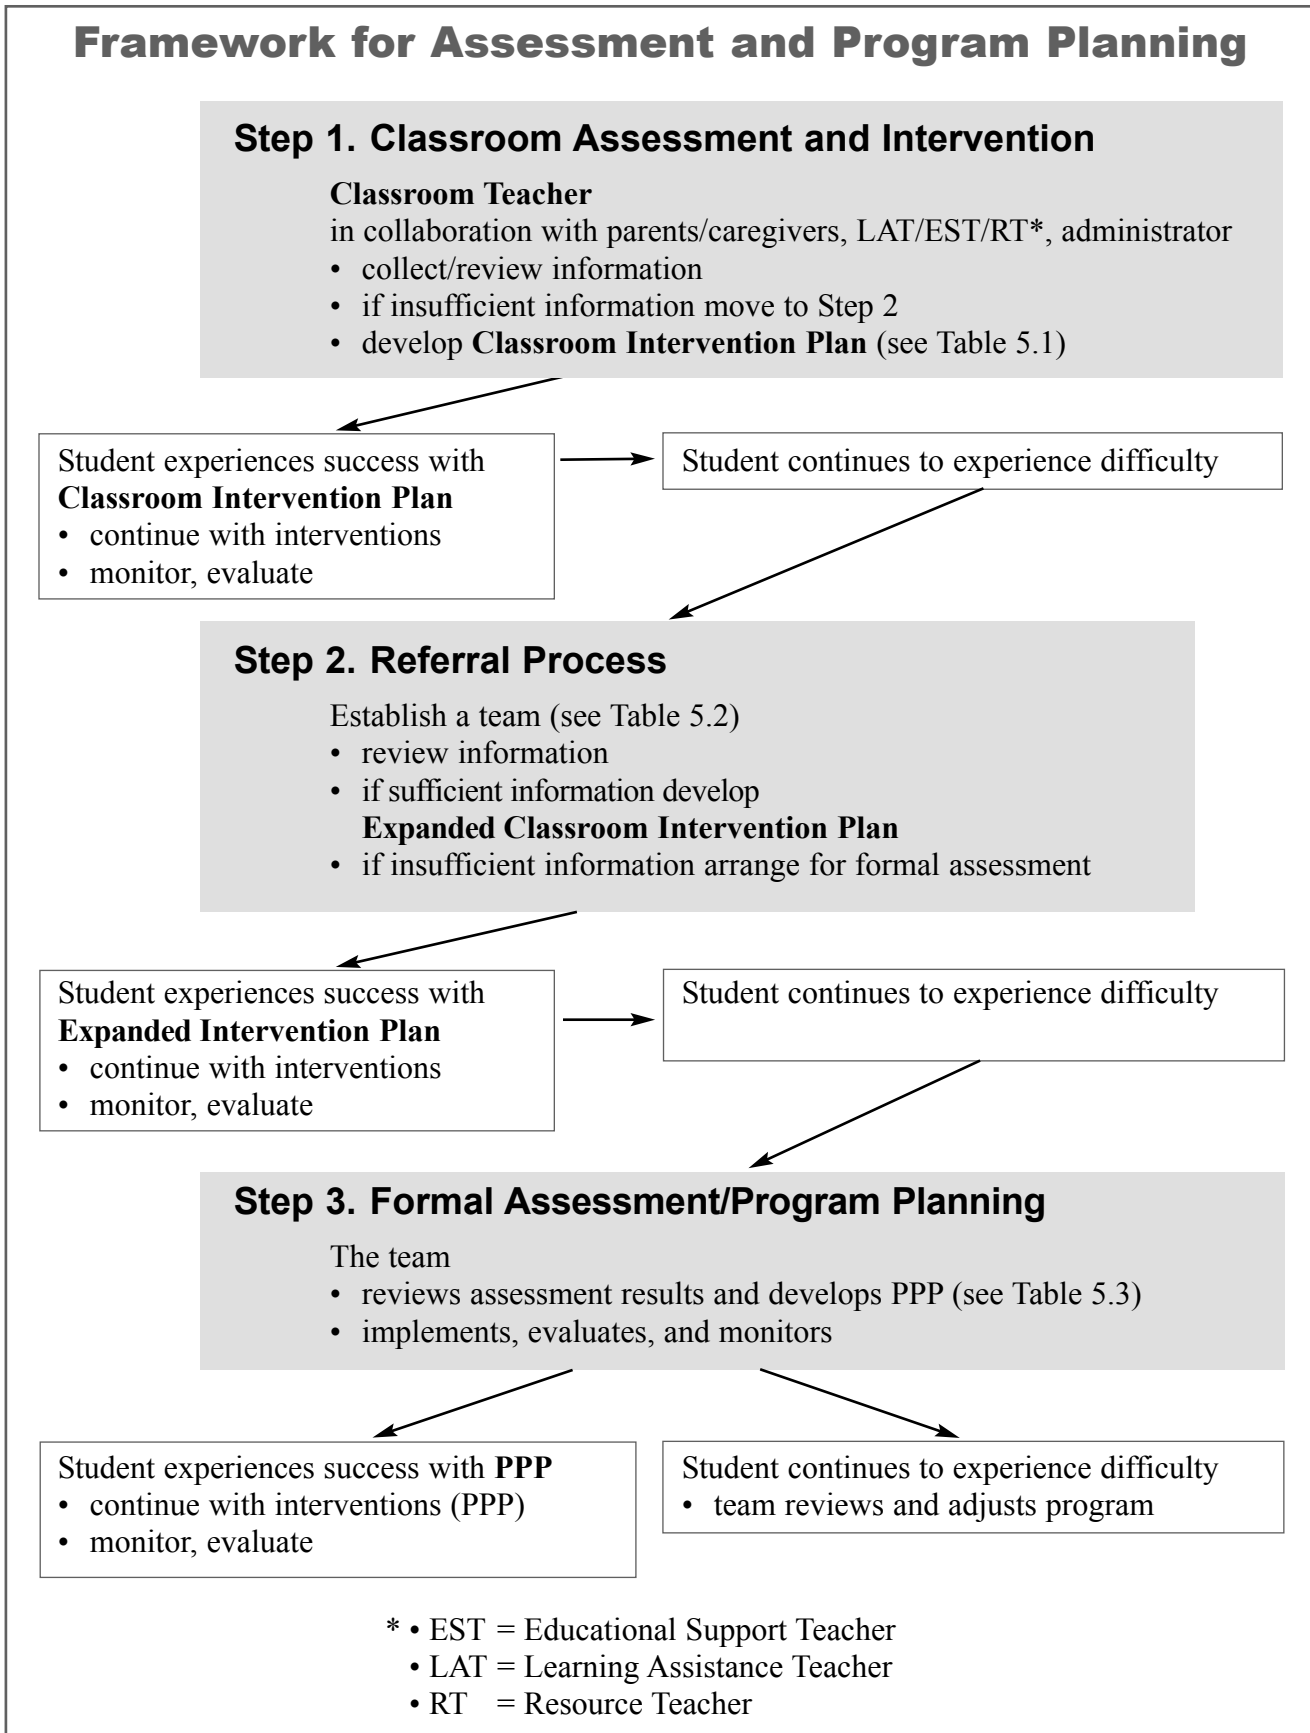 Framework for Assessment and Program Planning
Step 1. Classroom Assessment and Intervention
Classroom Teacher
in collaboration with parents/caregivers, LAT/EST/RT*, administrator
• collect/review information
• if insufficient information move to Step 2
• develop Classroom Intervention Plan (see Table 5.1)
Student experiences success with
Classroom Intervention Plan
• continue with interventions
• monitor, evaluate
Student continues to experience difficulty
Step 2. Referral Process
Establish a team (see Table 5.2)
• review information
• if sufficient information develop
Expanded Classroom Intervention Plan
• if insufficient information arrange for formal assessment
Student experiences success with
Expanded Intervention Plan
• continue with interventions
• monitor, evaluate
Student continues to experience difficulty
Step 3. Formal Assessment/Program Planning
The team
• reviews assessment results and develops PPP (see Table 5.3)
• implements, evaluates, and monitors
Student experiences success with PPP
• continue with interventions (PPP)
• monitor, evaluate
Student continues to experience difficulty
• team reviews and adjusts program
* • EST = Educational Support Teacher
• LAT = Learning Assistance Teacher
• RT = Resource Teacher